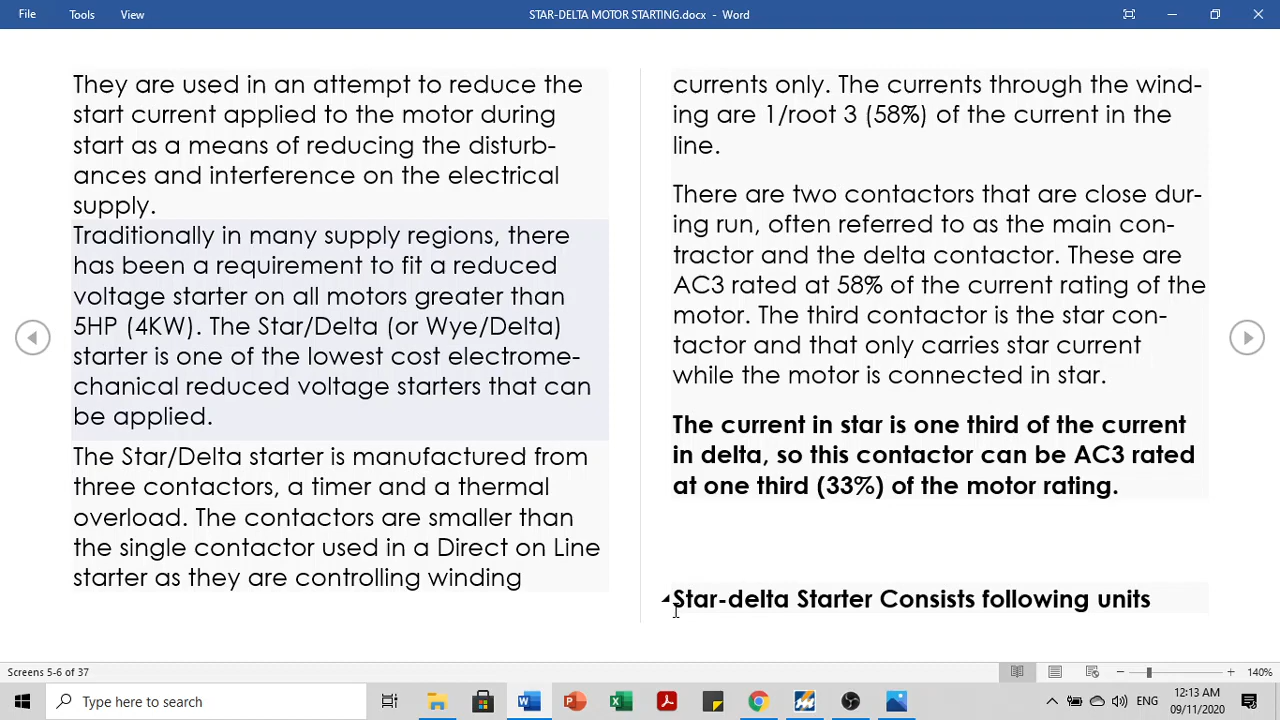 File
Tools
View
STAR-DELTA MOTOR STARTING.docx - Word
They are used in an attempt to reduce the
start current applied to the motor during
start as a means of reducing the disturb-
ances and interference on the electrical
supply.
Traditionally in many supply regions, there
has been a requirement to fit a reduced
voltage starter on all motors greater than
5HP (4KW). The Star/Delta (or Wye/Delta)
starter is one of the lowest cost electrome-
chanical reduced voltage starters that can
be applied.
The Star/Delta starter is manufactured from
three contactors, a timer and a thermal
overload. The contactors are smaller than
the single contactor used in a Direct on Line
starter as they are controlling winding
currents only. The currents through the wind-
ing are 1/root 3 (58%) of the current in the
line.
There are two contactors that are close dur-
ing run, often referred to as the main con-
tractor and the delta contactor. These are
AC3 rated at 58% of the current rating of the
motor. The third contactor is the star con-
tactor and that only carries star current
while the motor is connected in star.
The current in star is one third of the current
in delta, so this contactor can be AC3 rated
at one third (33%) of the motor rating.
Star-delta Starter Consists following units
Screens 5-6 of 37
140%
Type here to search
ENG
12:13 AM
09/11/2020